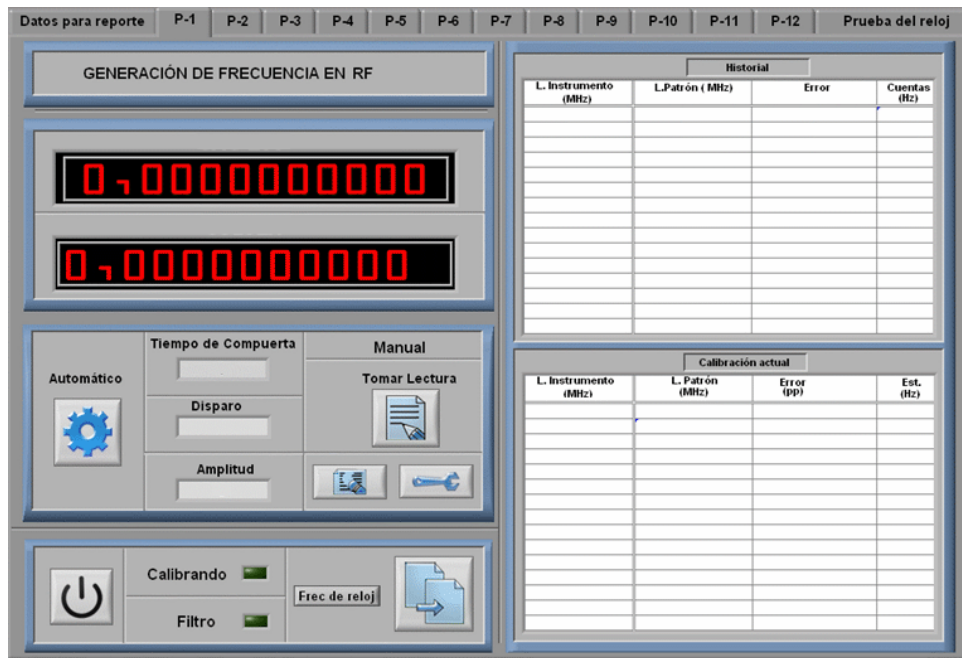 Datos para reporte P-1 P-2 P-3 P-4 P-5 P-6 P-7 P-8 P-9 P-10 P-11 P-12 Prueba del reloj
GENERACIÓN DE FRECUENCIA EN RF
0,0000000000
0,0000000000
Automático
Tiempo de Compuerta
Disparo
Amplitud
Manual
Tomar Lectura
Calibrando
Filtro
Frec de reloj
Historial
L. Instrumento (MHz)
L.Patrón ( MHz)
Error
Cuentas (Hz)
Calibración actual
L. Instrumento (MHz)
L. Patrón (MHz)
Error (pp)
Est. (Hz)